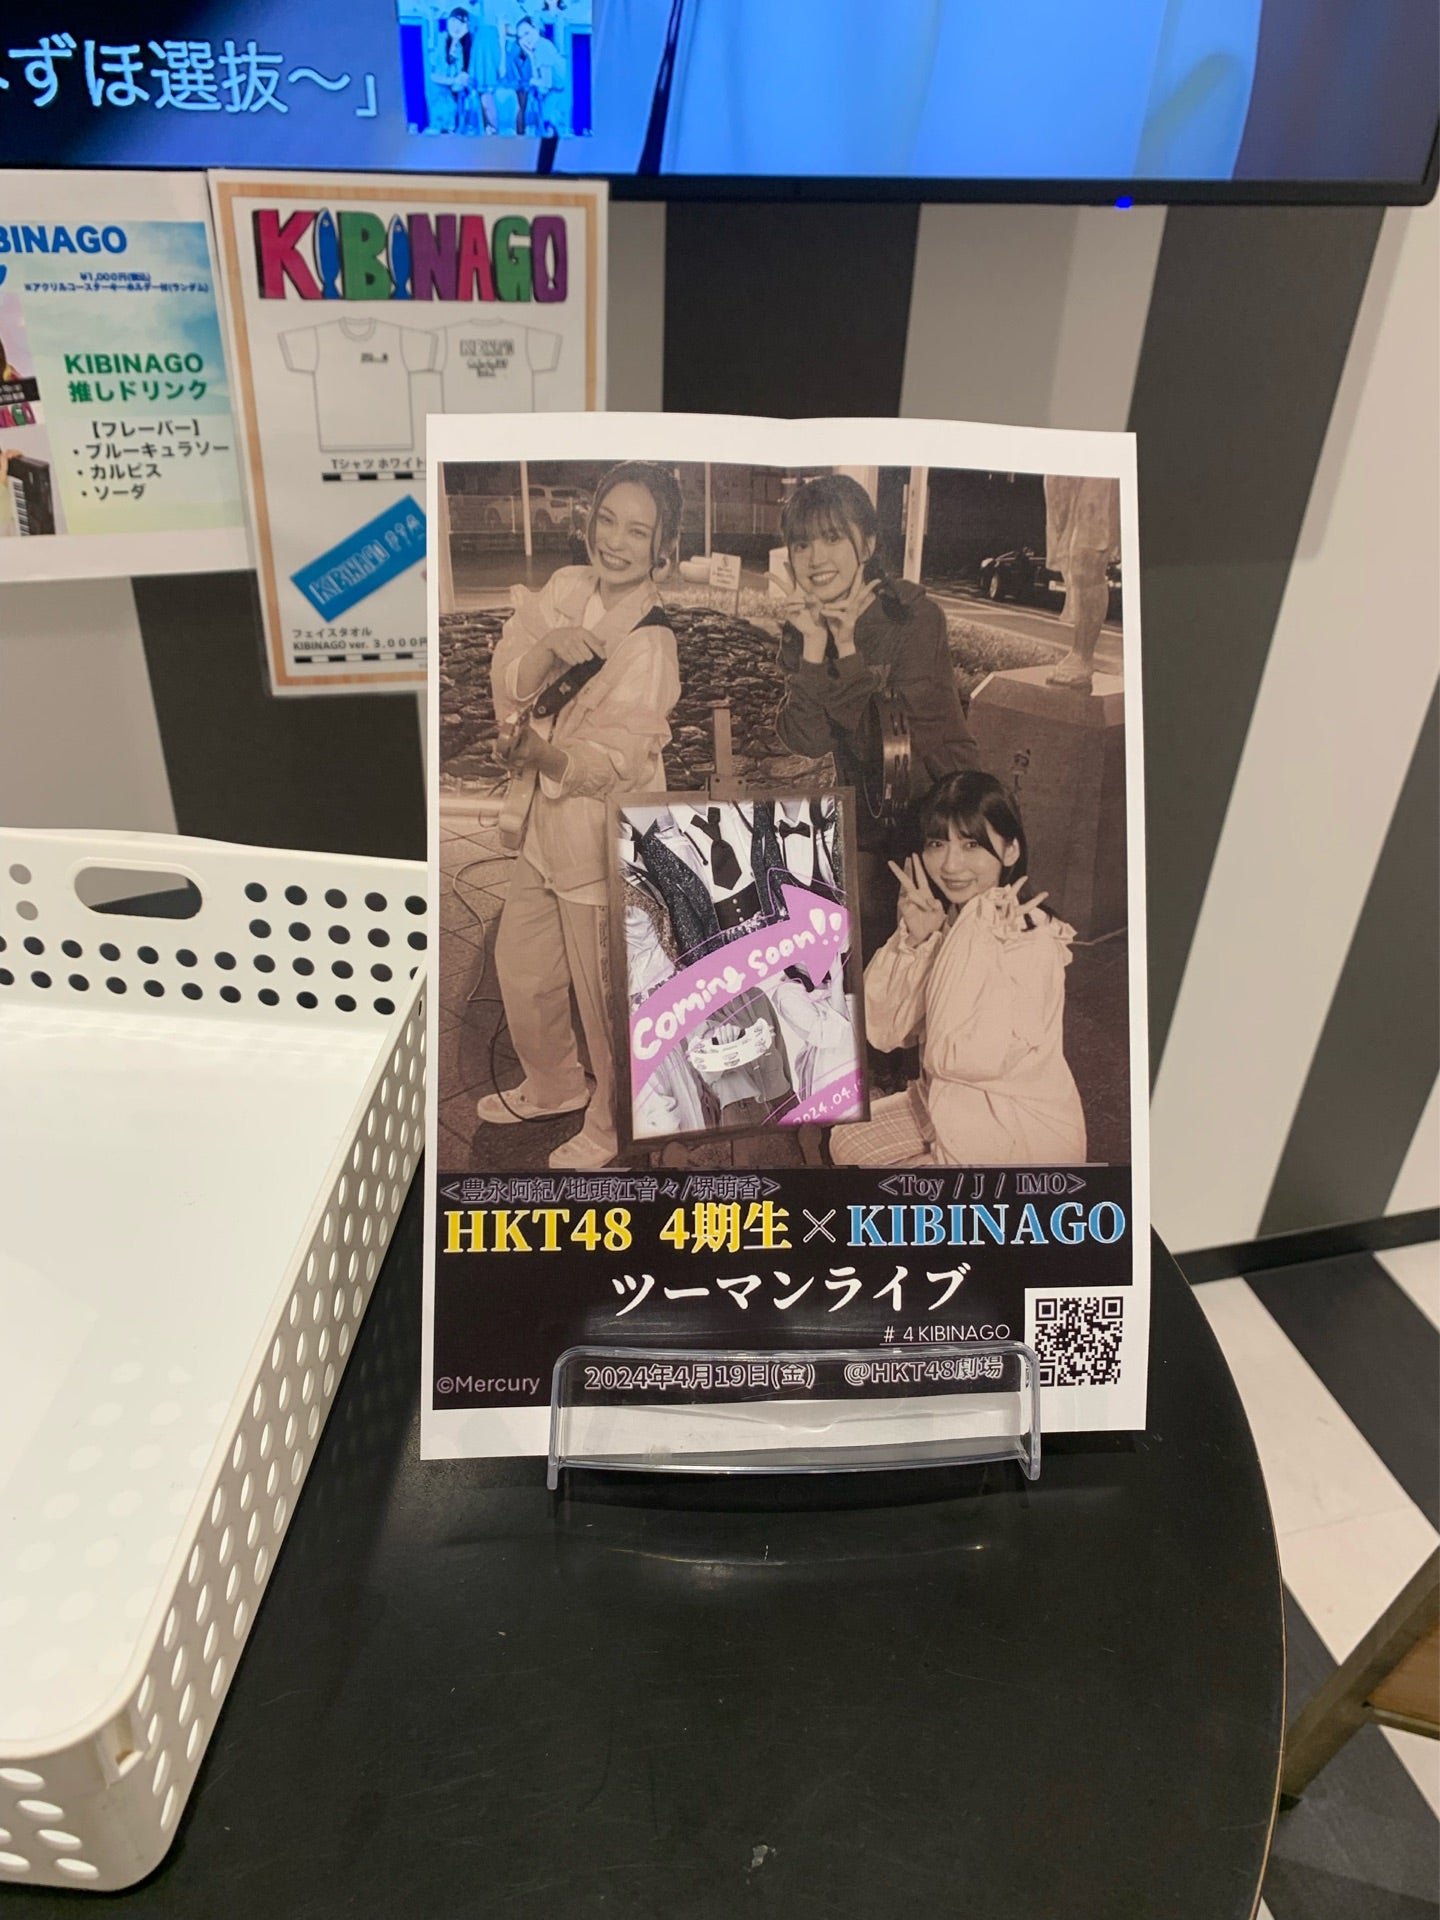 ずほ選抜～」
BINAGO
¥1,000円(税込)
※アクリルコースターキーホルダー付(ランダム)
KIBINAGO
推しドリンク
【フレーバー】
・ブルーキュラソー
・カルピス
・ソーダ
KIBINAGO
Tシャツ ホワイト
KIBINAGO
フェイスタオル
KIBINAGO ver. 3,000円
Coming soon!!
2024.04.1
＜豊永阿紀/地頭江音々/堺萌香＞
＜Toy / J / IMO＞
HKT48 4期生×KIBINAGO
ツーマンライブ
# 4KIBINAGO
©Mercury
2024年4月19日(金) @HKT48劇場